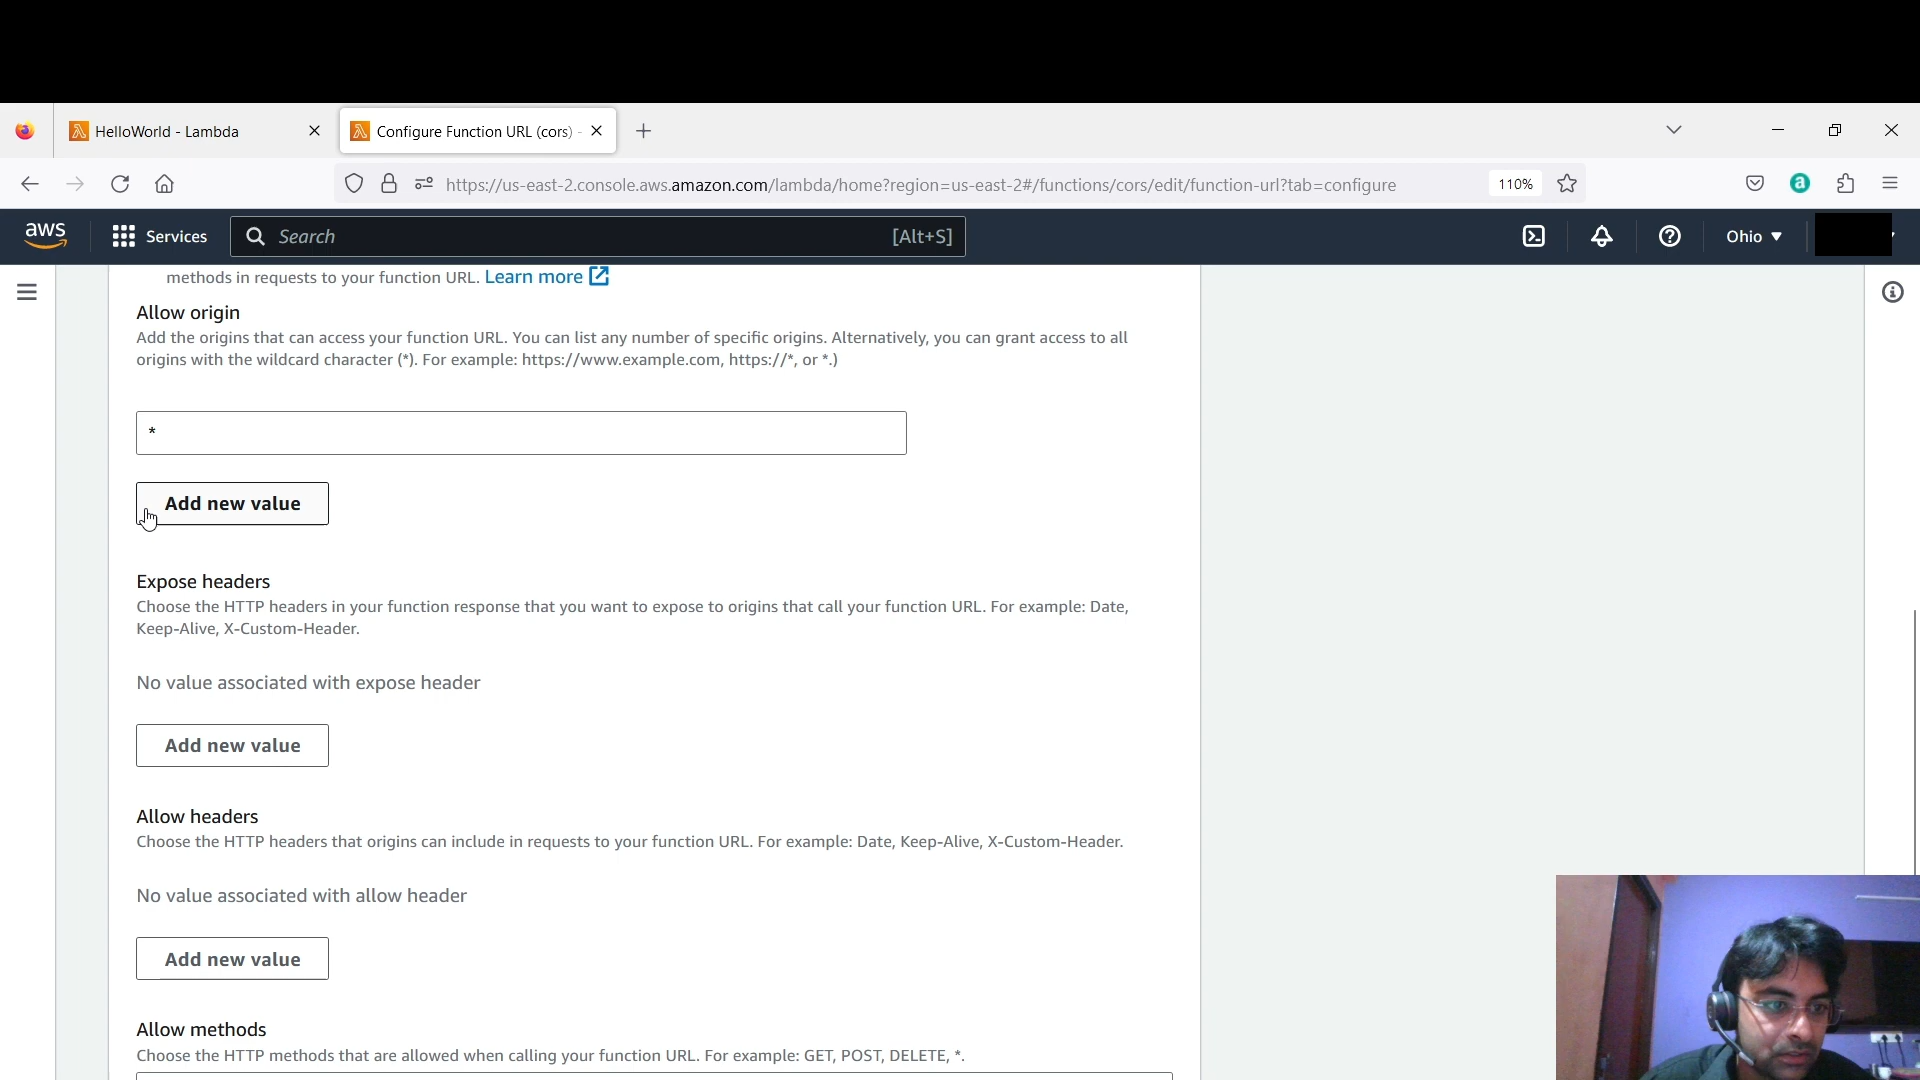 HelloWorld - Lambda
Configure Function URL (cors) -
https://us-east-2.console.aws.amazon.com/lambda/home?region=us-east-2#/functions/cors/edit/function-url?tab=configure
110%
a
aws
Services
Search
[Alt+S]
Ohio
methods in requests to your function URL. Learn more
Allow origin
Add the origins that can access your function URL. You can list any number of specific origins. Alternatively, you can grant access to all
origins with the wildcard character (*). For example: https://www.example.com, https://*, or *.)
*
Add new value
Expose headers
Choose the HTTP headers in your function response that you want to expose to origins that call your function URL. For example: Date,
Keep-Alive, X-Custom-Header.
No value associated with expose header
Add new value
Allow headers
Choose the HTTP headers that origins can include in requests to your function URL. For example: Date, Keep-Alive, X-Custom-Header.
No value associated with allow header
Add new value
Allow methods
Choose the HTTP methods that are allowed when calling your function URL. For example: GET, POST, DELETE, *.